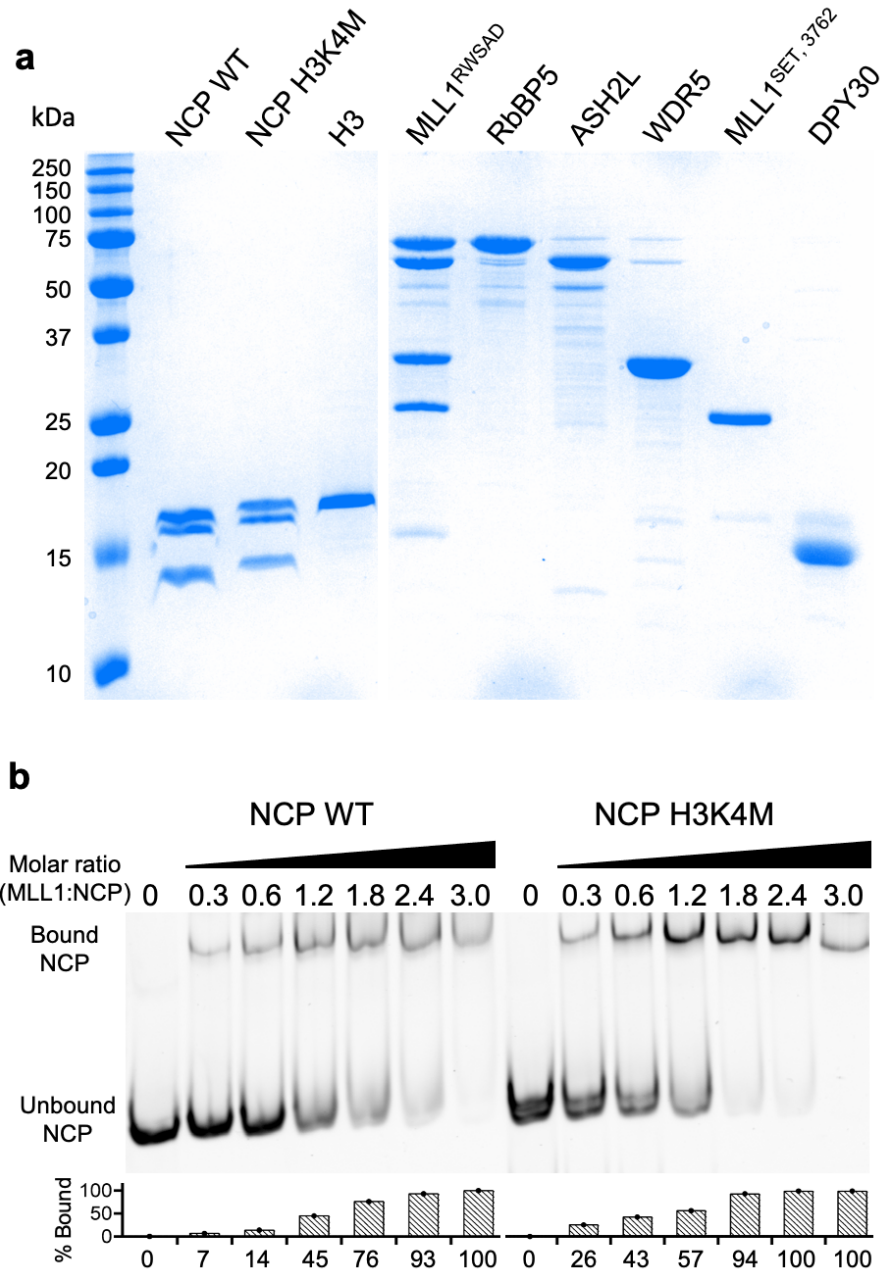 a
kDa
NCP WT
NCP H3K4M
H3
MLL1RWSAD
RbBP5
ASH2L
WDR5
MLL1SET, 3762
DPY30
250
150
100
75
50
37
25
20
15
10
b
NCP WT
NCP H3K4M
Molar ratio
(MLL1:NCP) 0 0.3 0.6 1.2 1.8 2.4 3.0 0 0.3 0.6 1.2 1.8 2.4 3.0
Bound
NCP
Unbound
NCP
% Bound
100
50
0
0 7 14 45 76 93 100 0 26 43 57 94 100 100